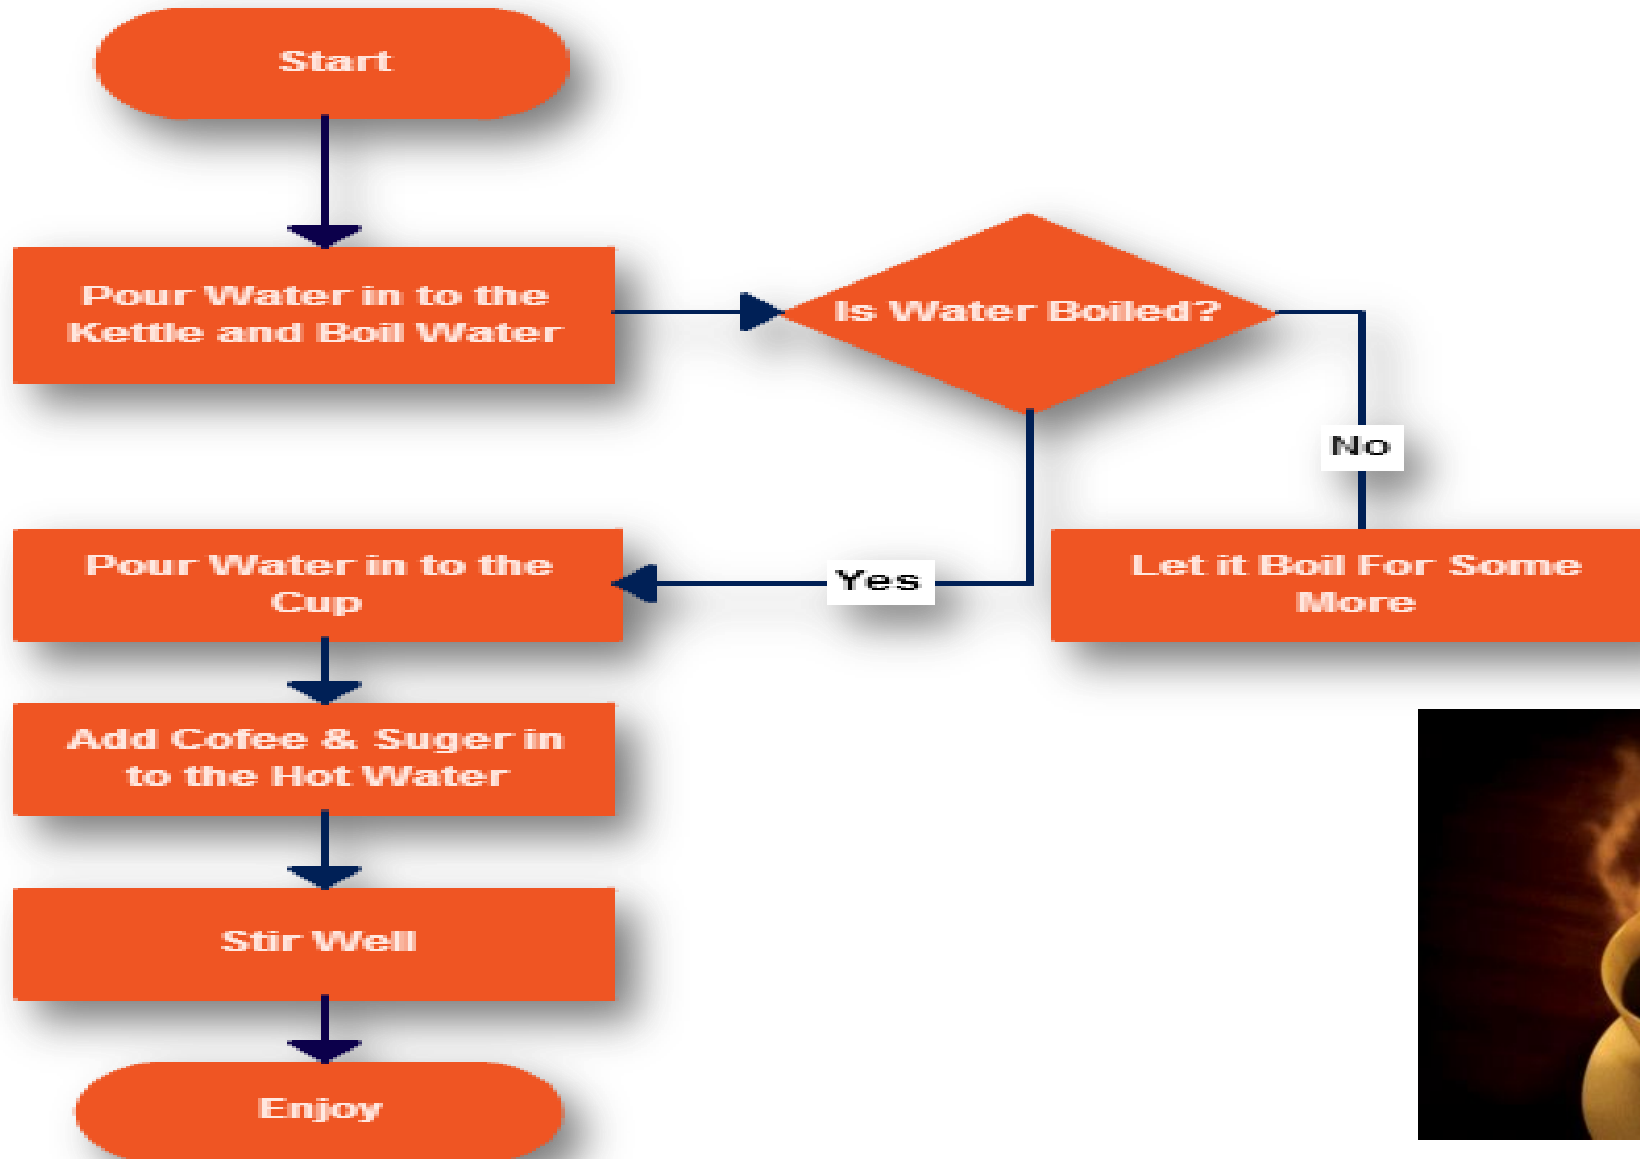 Start
Pour Water in to the
Kettle and Boil Water
Is Water Boiled?
No
Yes
Pour Water in to the
Cup
Let it Boil For Some
More
Add Cofee & Suger in
to the Hot Water
Stir Well
Enjoy